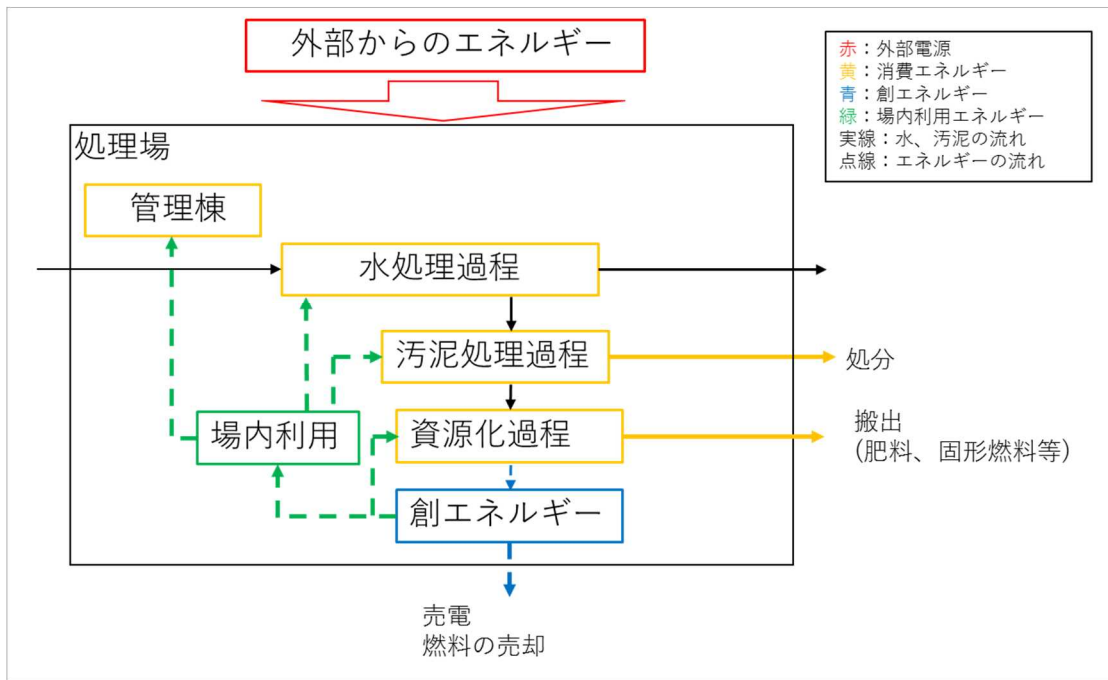 外部からのエネルギー
赤：外部電源
黄：消費エネルギー
青：創エネルギー
緑：場内利用エネルギー
実線：水、汚泥の流れ
点線：エネルギーの流れ
処理場
管理棟
水処理過程
汚泥処理過程
処分
場内利用
資源化過程
搬出
(肥料、固形燃料等)
創エネルギー
売電
燃料の売却